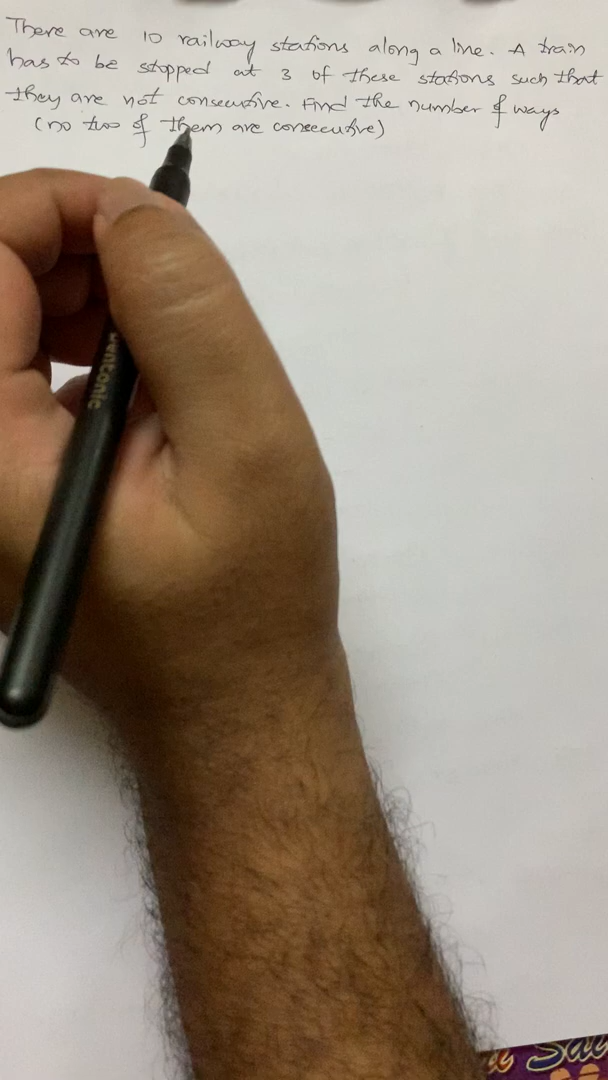 There are 10 railway stations along a line. A train
has to be stopped at 3 of these stations such that
they are not consecutive. Find the number of ways
(no two of them are consecutive)
Pentonic